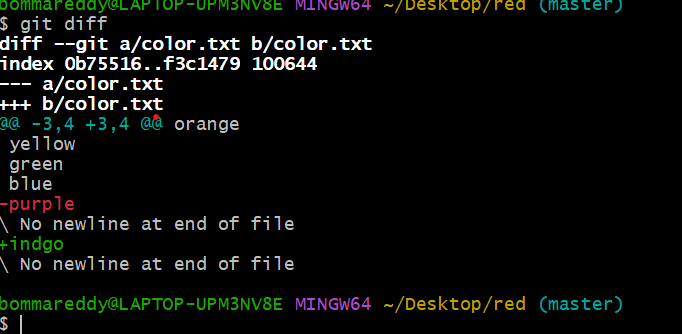 bommareddy@LAPTOP-UPM3NV8E MINGW64 ~/Desktop/red (master)
$ git diff
diff --git a/color.txt b/color.txt
index 0b75516..f3c1479 100644
--- a/color.txt
+++ b/color.txt
@@ -3,4 +3,4 @@ orange
 yellow
 green
 blue
-purple
\ No newline at end of file
+indgo
\ No newline at end of file
bommareddy@LAPTOP-UPM3NV8E MINGW64 ~/Desktop/red (master)
$